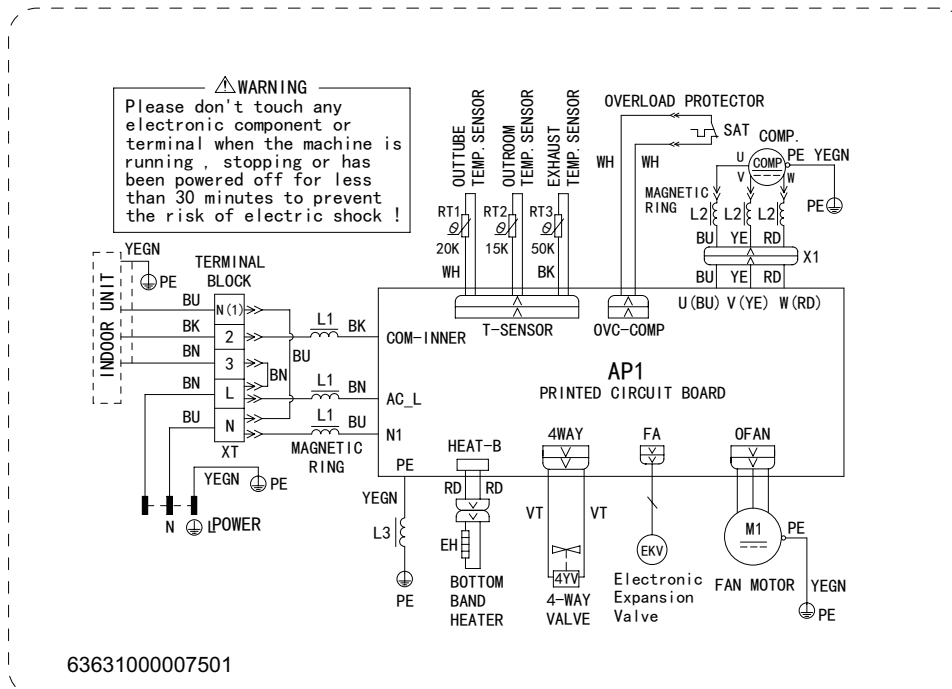 WARNING
Please don't touch any
electronic component or
terminal when the machine is
running , stopping or has
been powered off for less
than 30 minutes to prevent
the risk of electric shock !
OUTTUBE
TEMP. SENSOR
OUTROOM
TEMP. SENSOR
EXHAUST
TEMP. SENSOR
RT1
θ
20K
RT2
θ
15K
RT3
θ
50K
WH
BK
OVERLOAD PROTECTOR
SAT
WH
WH
COMP.
U
COMP
PE YEGN
V
W
MAGNETIC
RING
L2
L2
L2
PE
BU
YE
RD
X1
BU
YE
RD
U(BU) V(YE) W(RD)
INDOOR UNIT
YEGN
PE
TERMINAL
BLOCK
BU
N(1)
BK
2
BN
3
BN
L
BU
N
XT
BU
BN
L1
BK
L1
BN
L1
BU
MAGNETIC
RING
YEGN
PE
N
L
POWER
T-SENSOR
OVC-COMP
COM-INNER
AP1
PRINTED CIRCUIT BOARD
AC_L
N1
PE
HEAT-B
4WAY
FA
OFAN
YEGN
L3
PE
RD
RD
EH
BOTTOM
BAND
HEATER
VT
VT
4YV
4-WAY
VALVE
EKV
Electronic
Expansion
Valve
M1
PE
FAN MOTOR
YEGN
PE
63631000007501